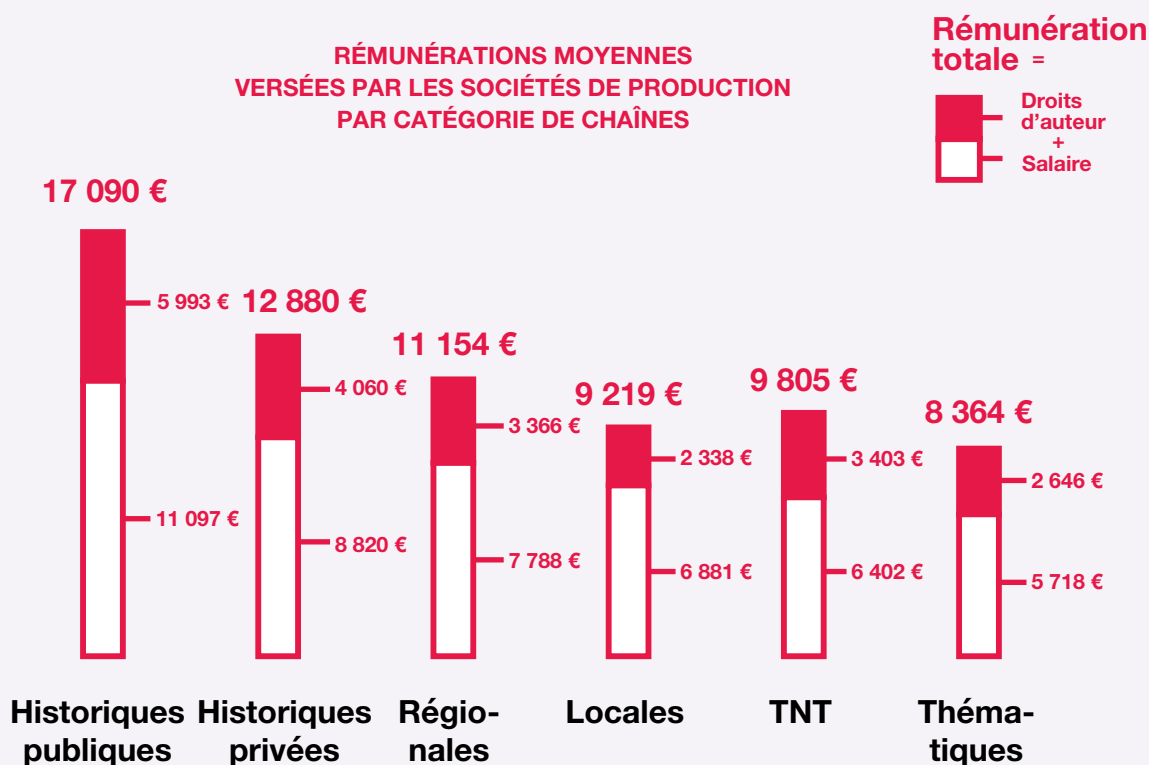 RÉMUNÉRATIONS MOYENNES
VERSÉES PAR LES SOCIÉTÉS DE PRODUCTION
PAR CATÉGORIE DE CHAÎNES
Rémunération
totale =
Droits
d'auteur
+
Salaire
17 090 €
5 993 €
11 097 €
12 880 €
4 060 €
8 820 €
11 154 €
3 366 €
7 788 €
9 219 €
2 338 €
6 881 €
9 805 €
3 403 €
6 402 €
8 364 €
2 646 €
5 718 €
Historiques
publiques
Historiques
privées
Régio-
nales
Locales
TNT
Théma-
tiques